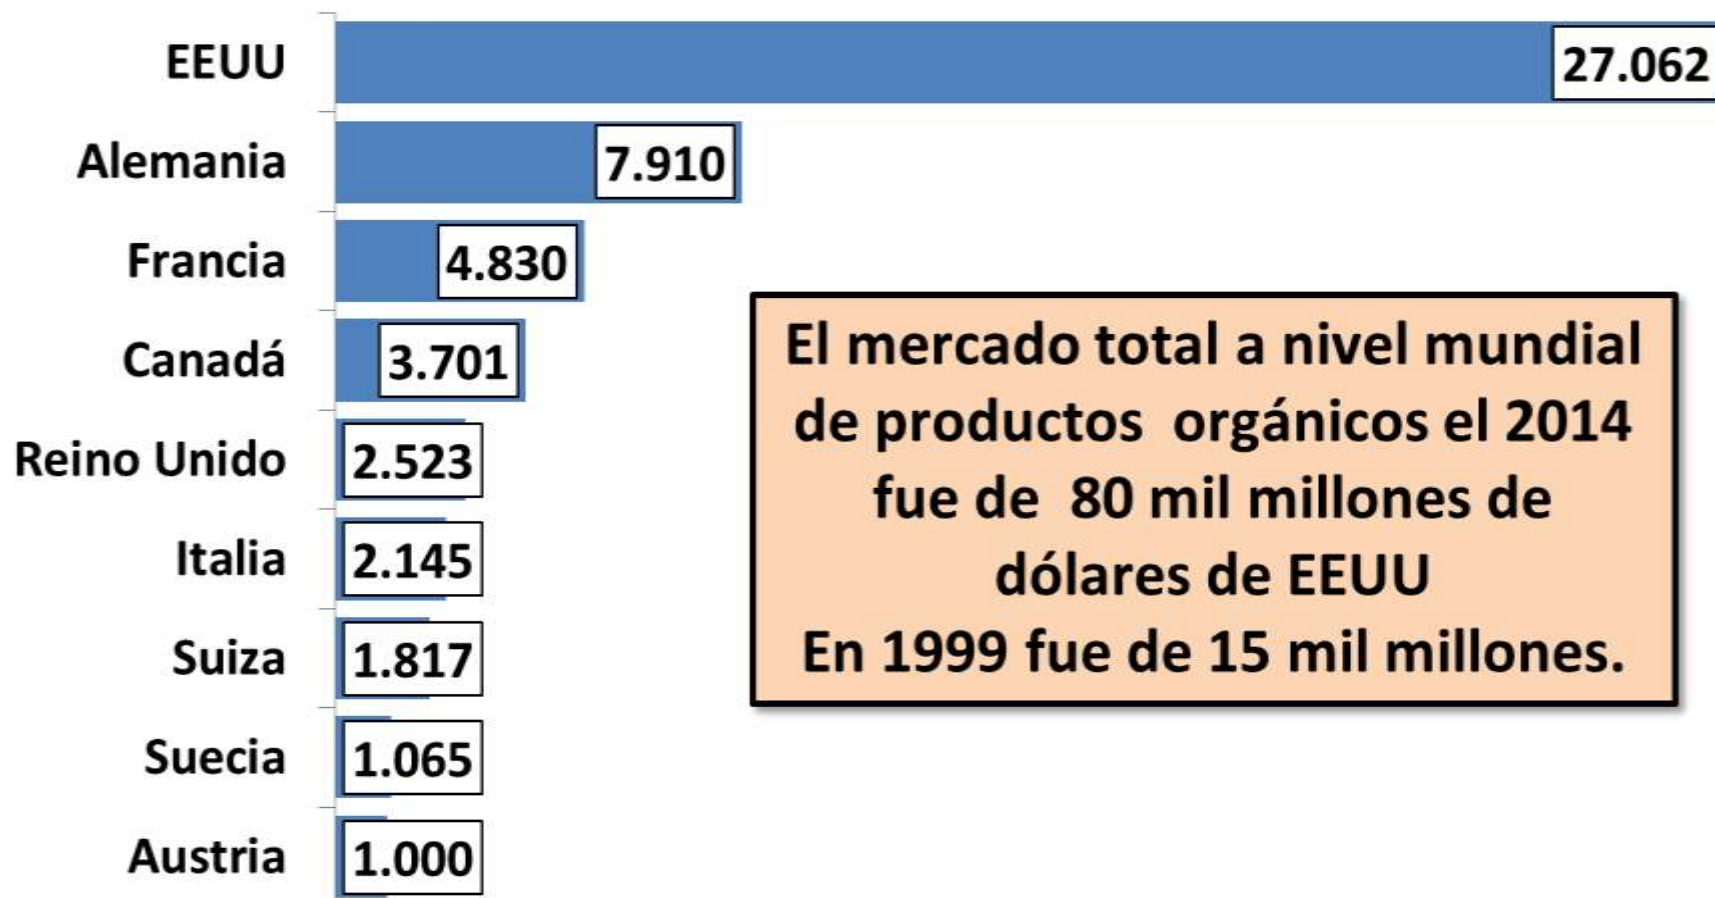 EEUU 27.062
Alemania 7.910
Francia 4.830
Canadá 3.701
Reino Unido 2.523
Italia 2.145
Suiza 1.817
Suecia 1.065
Austria 1.000
El mercado total a nivel mundial
de productos orgánicos el 2014
fue de 80 mil millones de
dólares de EEUU
En 1999 fue de 15 mil millones.